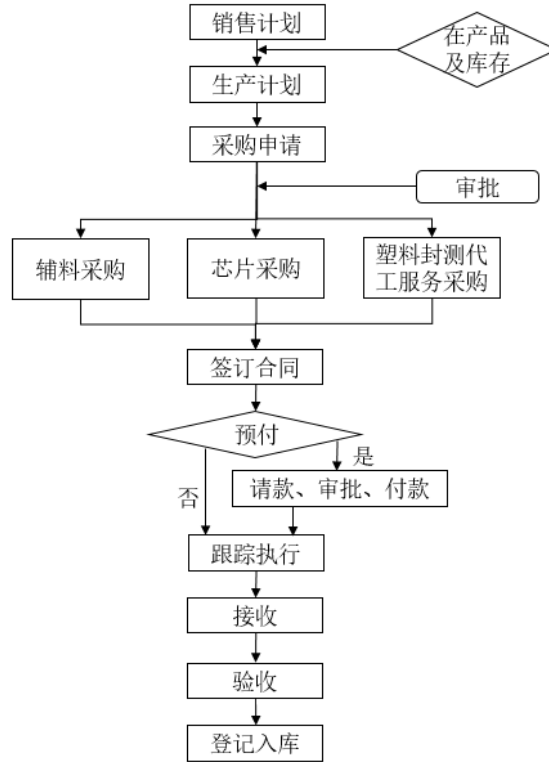 销售计划
在产品
及库存
生产计划
采购申请
审批
辅料采购
芯片采购
塑料封测代
工服务采购
签订合同
预付
是
否
请款、审批、付款
跟踪执行
接收
验收
登记入库